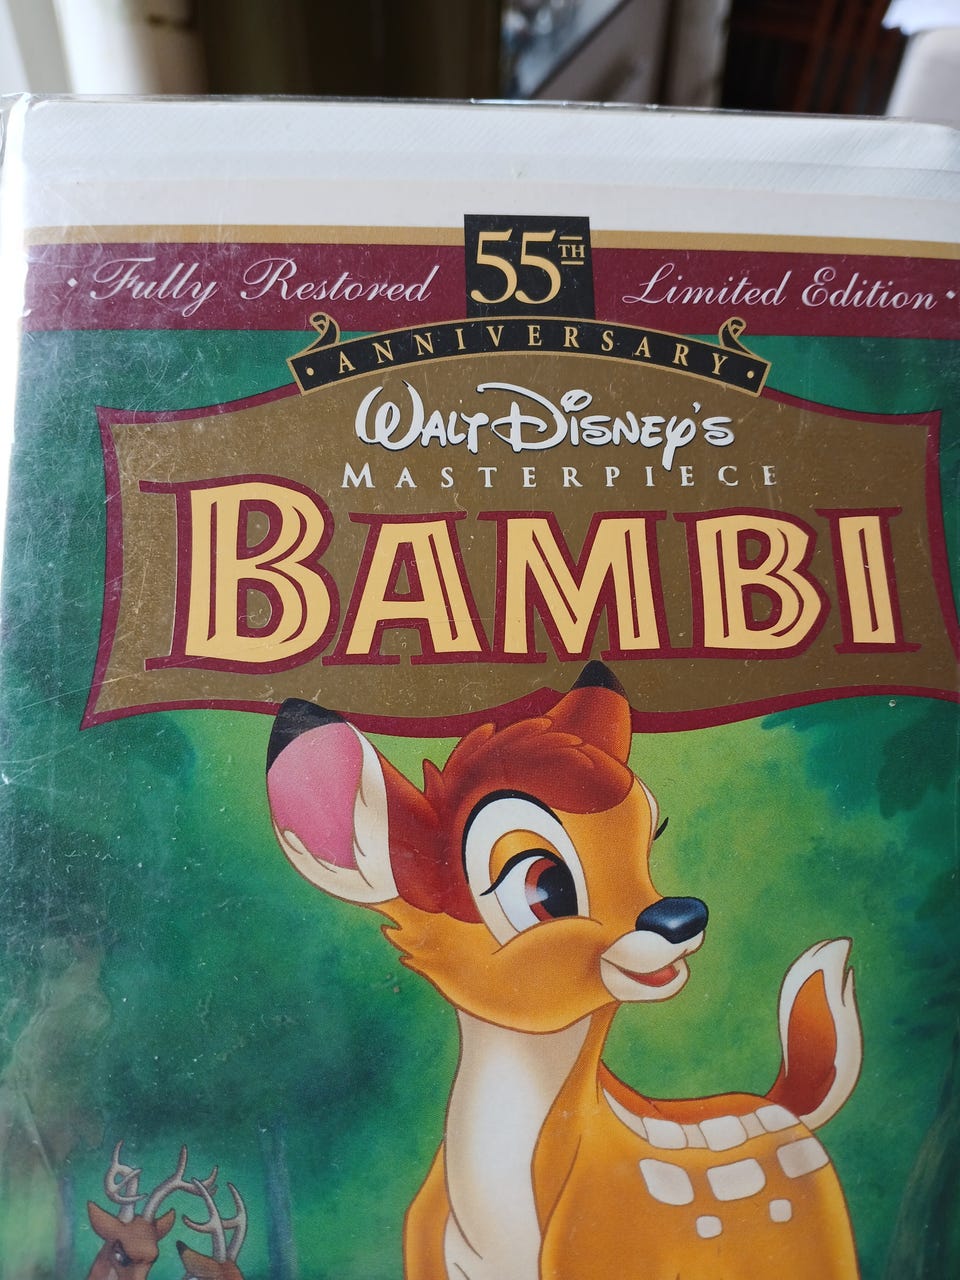 · Fully Restored 55TH Limited Edition ·
· ANNIVERSARY ·
WALT DISNEY'S
MASTERPIECE
BAMBI